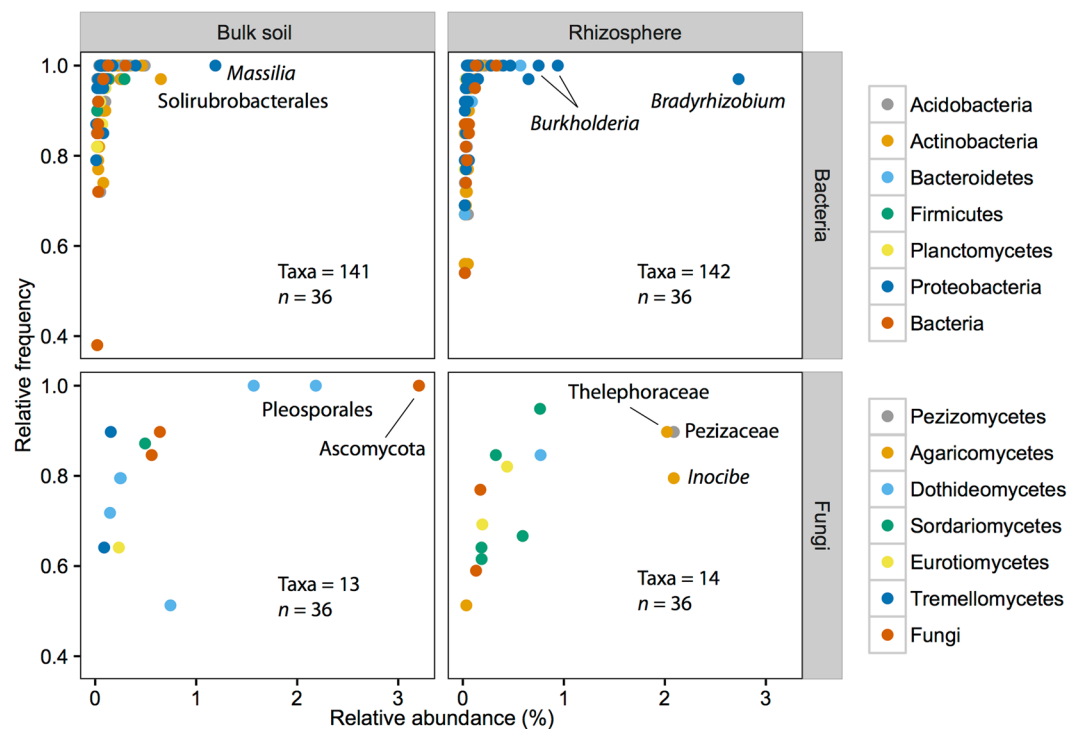 Bulk soil
Rhizosphere
Relative frequency
1.0
0.8
0.6
0.4
Massilia
Solirubrobacterales
Taxa = 141
n = 36
Burkholderia
Bradyrhizobium
Taxa = 142
n = 36
Bacteria
Acidobacteria
Actinobacteria
Bacteroidetes
Firmicutes
Planctomycetes
Proteobacteria
Bacteria
1.0
0.8
0.6
0.4
Pleosporales
Ascomycota
Taxa = 13
n = 36
Thelephoraceae
Pezizaceae
Inocibe
Taxa = 14
n = 36
Fungi
Pezizomycetes
Agaricomycetes
Dothideomycetes
Sordariomycetes
Eurotiomycetes
Tremellomycetes
Fungi
0 1 2 3
0 1 2 3
Relative abundance (%)